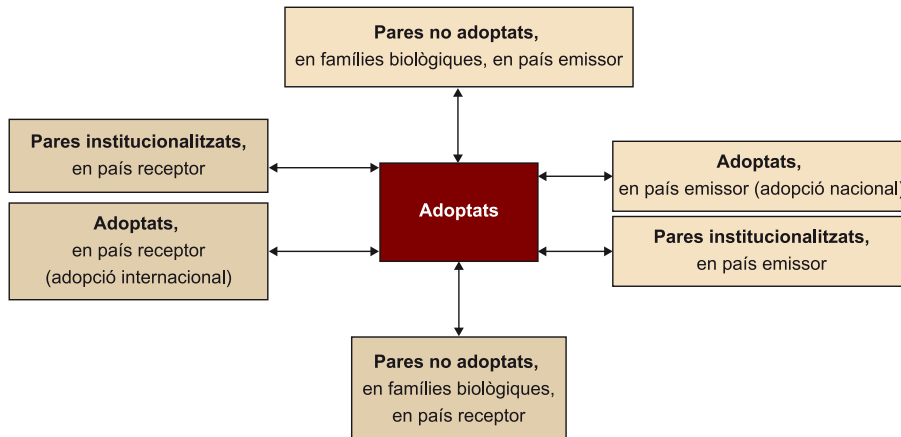 Pares no adoptats,
en famílies biològiques, en país emissor
Pares institucionalitzats,
en país receptor
Adoptats,
en país receptor
(adopció internacional)
Adoptats
Adoptats,
en país emissor (adopció nacional)
Pares institucionalitzats,
en país emissor
Pares no adoptats,
en famílies biològiques,
en país receptor